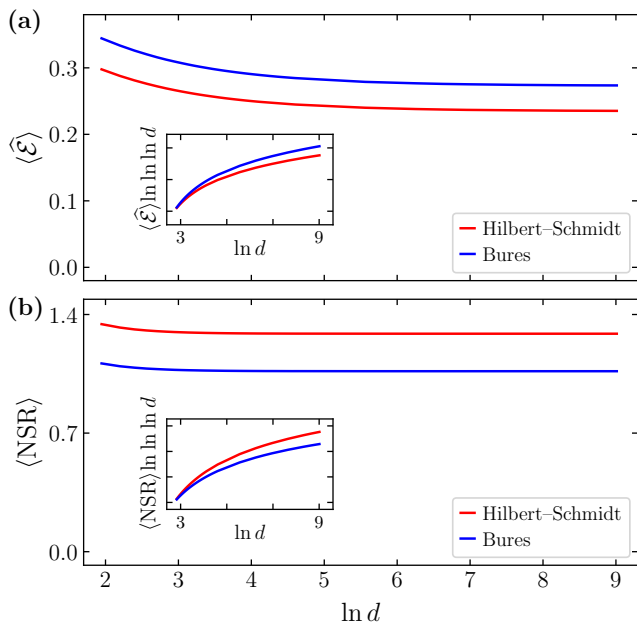 (a)
0.3
0.2
0.1
0.0
⟨ℰ̂⟩
⟨ℰ̂⟩ ln ln ln d
3 9
ln d
Hilbert–Schmidt
Bures
(b)
1.4
0.7
0.0
⟨NSR⟩
⟨NSR⟩ ln ln ln d
3 9
ln d
Hilbert–Schmidt
Bures
2 3 4 5 6 7 8 9
ln d